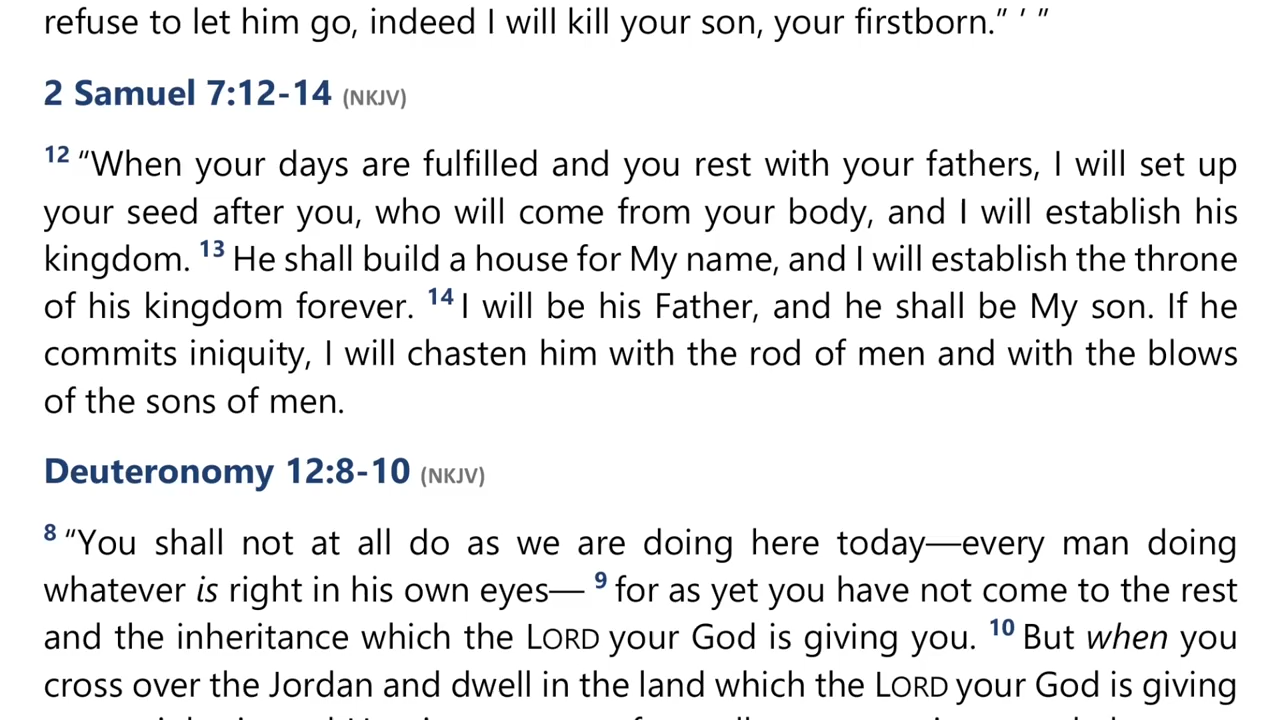 refuse to let him go, indeed I will kill your son, your firstborn.” ’ ”
2 Samuel 7:12-14 (NKJV)
12 “When your days are fulfilled and you rest with your fathers, I will set up
your seed after you, who will come from your body, and I will establish his
kingdom. 13 He shall build a house for My name, and I will establish the throne
of his kingdom forever. 14 I will be his Father, and he shall be My son. If he
commits iniquity, I will chasten him with the rod of men and with the blows
of the sons of men.
Deuteronomy 12:8-10 (NKJV)
8 “You shall not at all do as we are doing here today—every man doing
whatever is right in his own eyes— 9 for as yet you have not come to the rest
and the inheritance which the LORD your God is giving you. 10 But when you
cross over the Jordan and dwell in the land which the LORD your God is giving